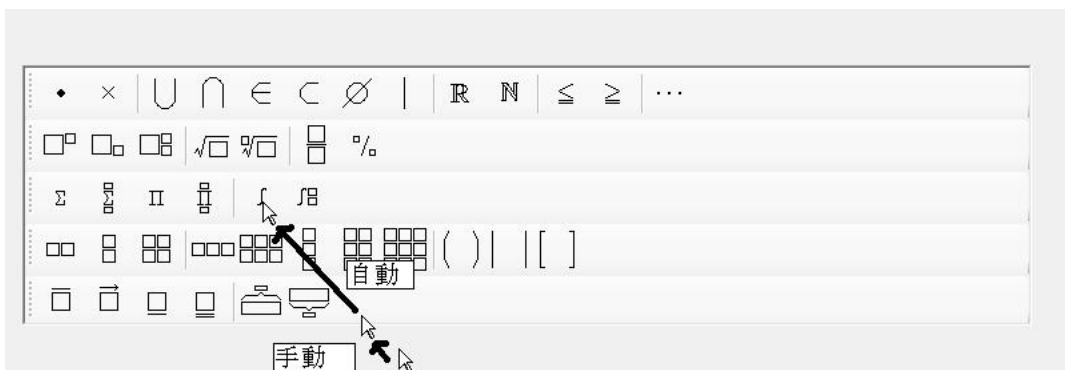 • × ∪ ∩ ∈ ⊂ ∅ | ℝ ℕ ≦ ≧ ⋯
□□ □□ □□□ √□ □√□ □/□ %
Σ Σ Π Π ∫ ∫
( ) | | [ ]
自動
手動